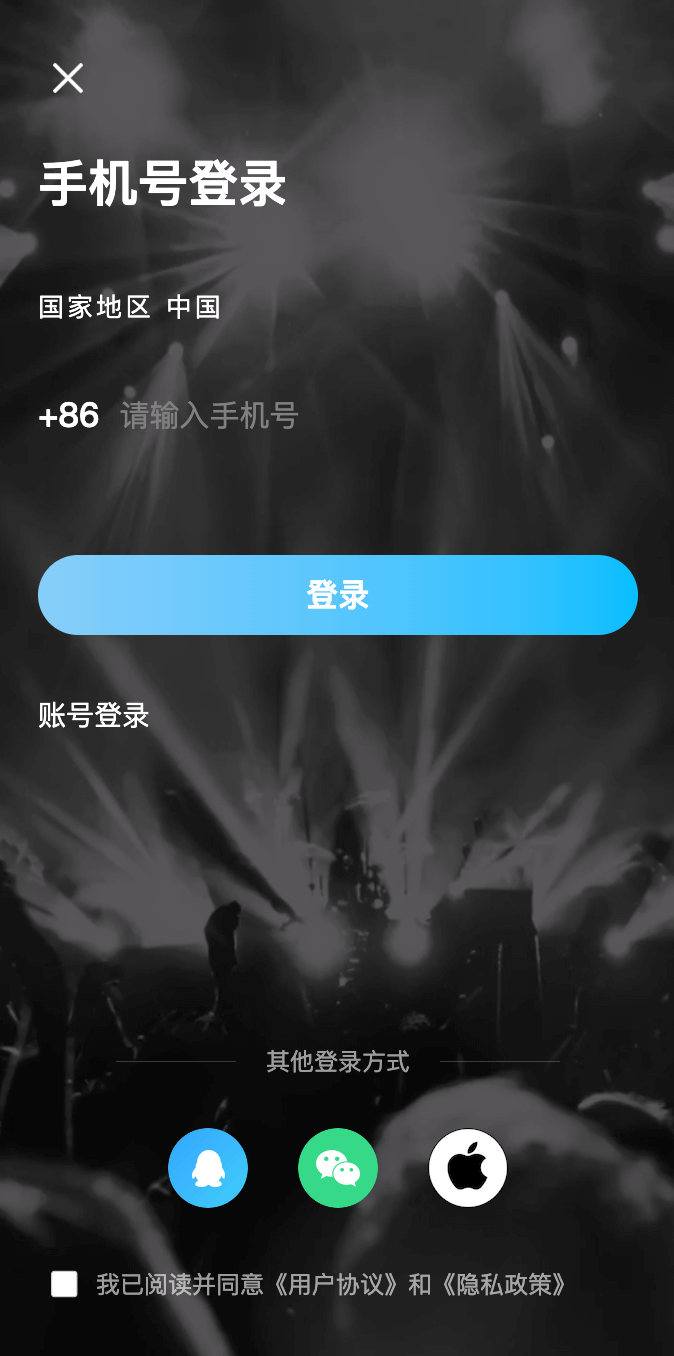 手机号登录
国家地区 中国
+86 请输入手机号
登录
账号登录
其他登录方式
我已阅读并同意《用户协议》和《隐私政策》